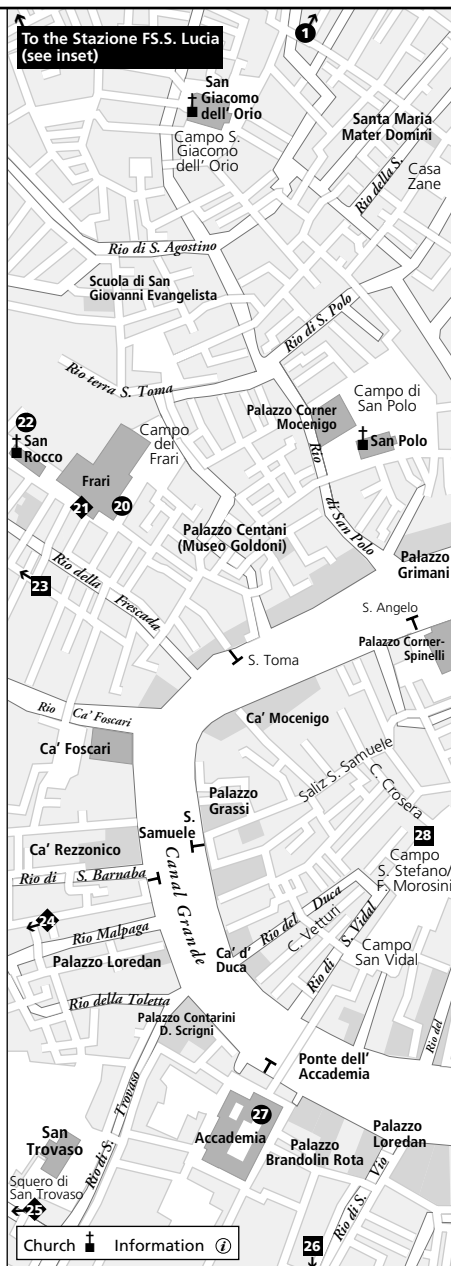 To the Stazione FS.S. Lucia
(see inset)
1
San
Giacomo
dell' Orio
Campo S.
Giacomo
dell' Orio
Santa Maria
Mater Domini
Rio della S.
Casa
Zane
Rio di S. Agostino
Scuola di San
Giovanni Evangelista
Rio di S. Polo
Rio terra S. Toma
Campo di
San Polo
Palazzo Corner
Mocenigo
22
San
Rocco
Campo
dei
Frari
San Polo
Rio
di San Polo
Frari
21
20
Palazzo Centani
(Museo Goldoni)
Palazzo
Grimani
Rio della
Frescada
23
S. Angelo
S. Toma
Palazzo Corner-
Spinelli
Rio
Ca' Foscari
Ca' Mocenigo
Ca' Foscari
Saliz S. Samuele
C. Crosera
Palazzo
Grassi
S.
Samuele
28
Ca' Rezzonico
Campo
S. Stefano/
F. Morosini
Rio di
S. Barnaba
Canal Grande
24
Rio del Duca
C. Vetturi
Rio di S. Vidal
Rio Malpaga
Ca' d'
Duca
Campo
San Vidal
Palazzo Loredan
Rio della Toletta
Rio del
Palazzo Contarini
D. Scrigni
Ponte dell'
Accademia
Rio di S. Trovaso
27
Accademia
San
Trovaso
Palazzo
Loredan
Palazzo
Brandolin Rota
Squero di
San Trovaso
Rio di S. Vio
25
26
Church Information i